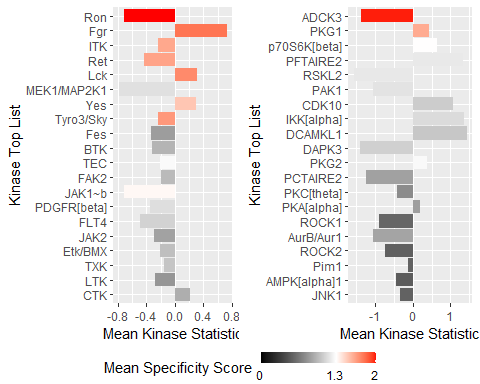 Kinase Top List
Ron
Fgr
ITK
Ret
Lck
MEK1/MAP2K1
Yes
Tyro3/Sky
Fes
BTK
TEC
FAK2
JAK1~b
PDGFR[beta]
FLT4
JAK2
Etk/BMX
TXK
LTK
CTK
-0.8 -0.4 0.0 0.4 0.8
Mean Kinase Statistic
Kinase Top List
ADCK3
PKG1
p70S6K[beta]
PFTAIRE2
RSKL2
PAK1
CDK10
IKK[alpha]
DCAMKL1
DAPK3
PKG2
PCTAIRE2
PKC[theta]
PKA[alpha]
ROCK1
AurB/Aur1
ROCK2
Pim1
AMPK[alpha]1
JNK1
-1 0 1
Mean Kinase Statistic
Mean Specificity Score
0 1.3 2